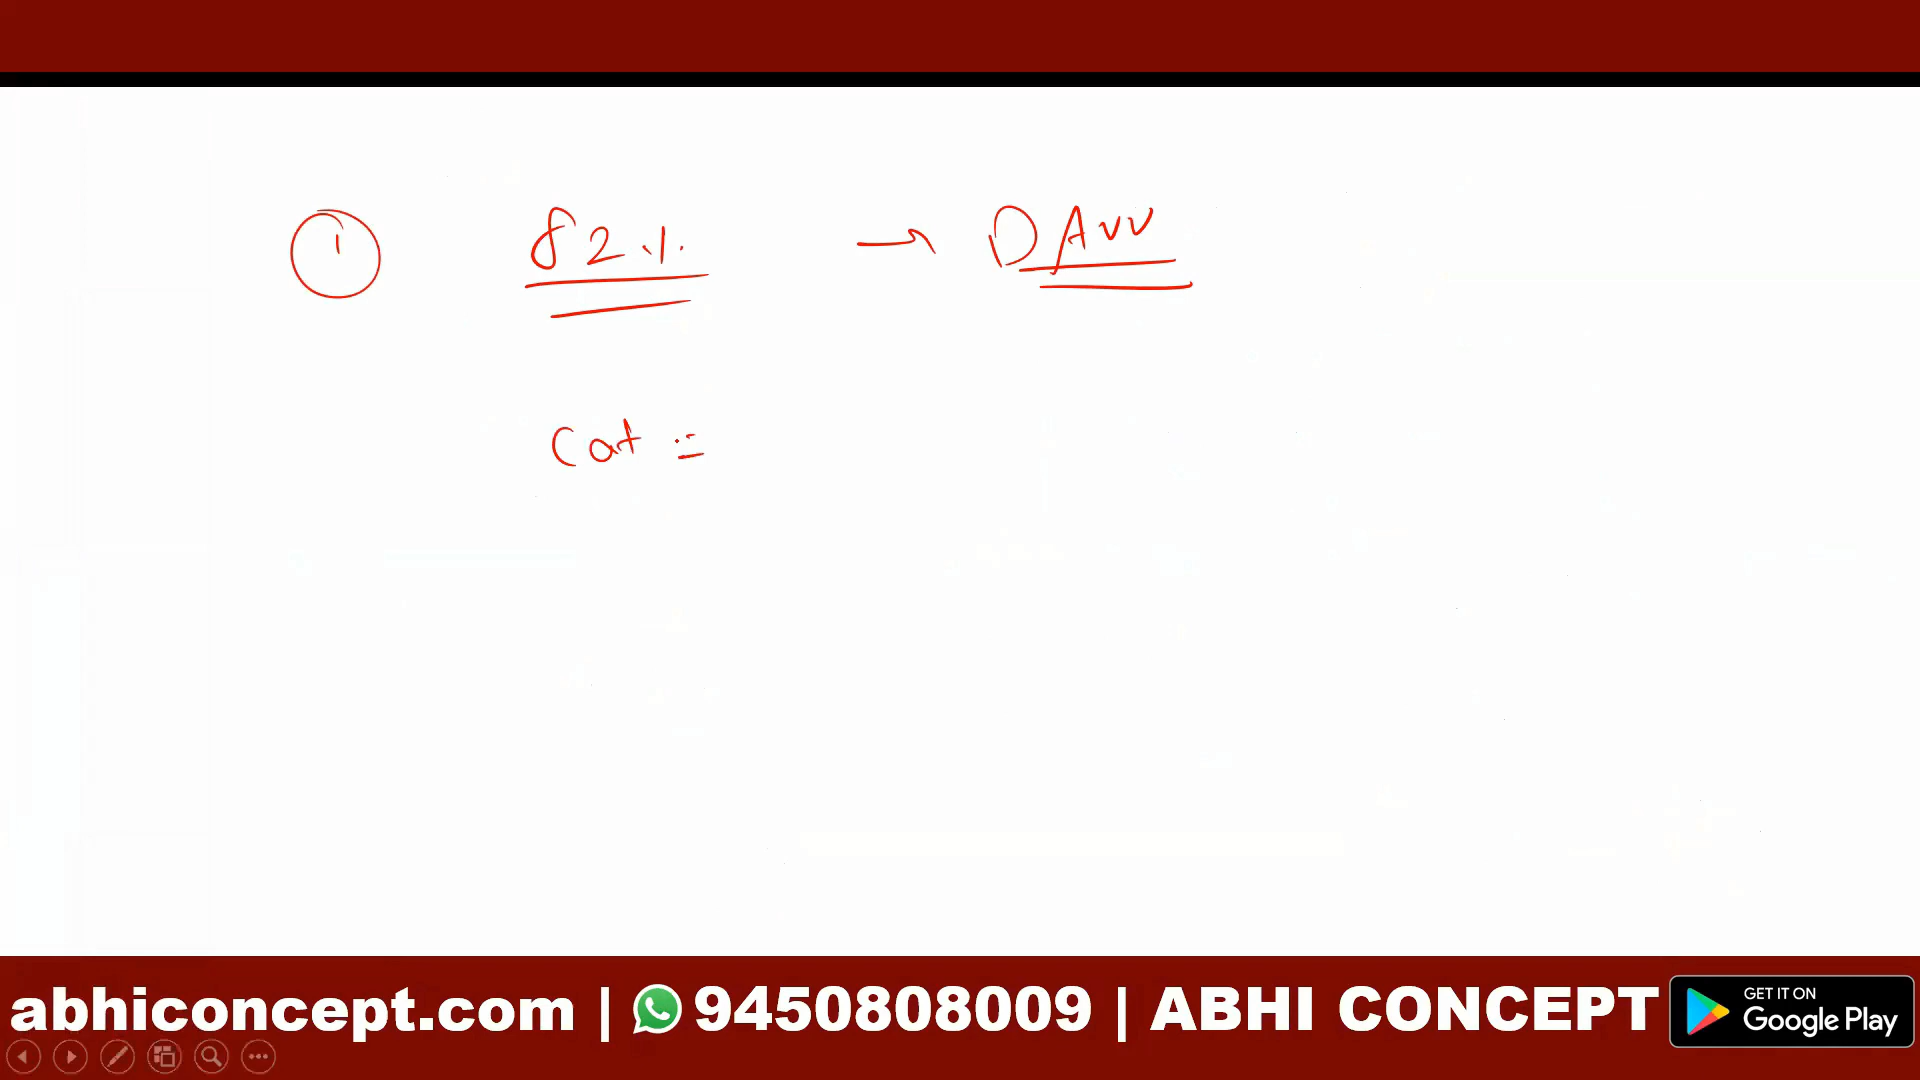 1 82% → DAVV
Cat =
abhiconcept.com | 9450808009 | ABHI CONCEPT
GET IT ON
Google Play